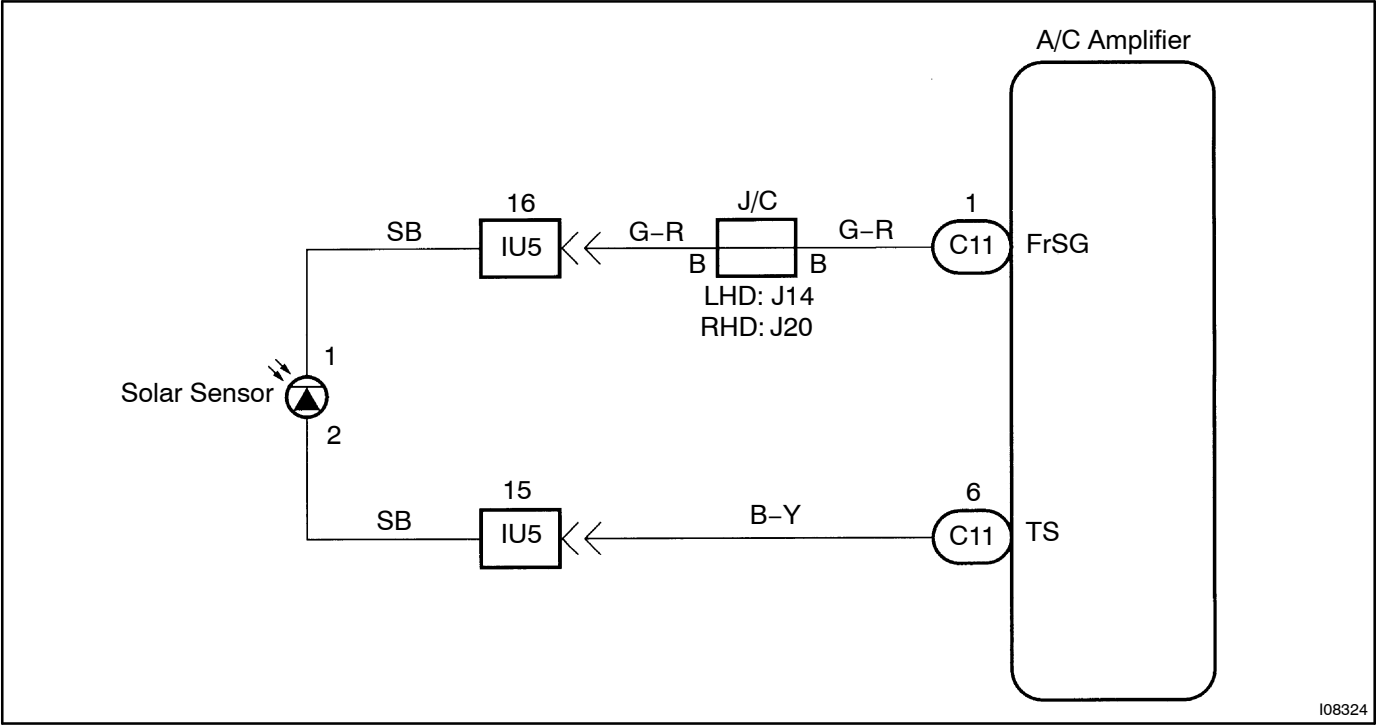 A/C Amplifier
16
J/C
1
SB
IU5
G–R
G–R
C11
FrSG
B
B
LHD: J14
RHD: J20
1
Solar Sensor
2
15
6
SB
IU5
B–Y
C11
TS
I08324